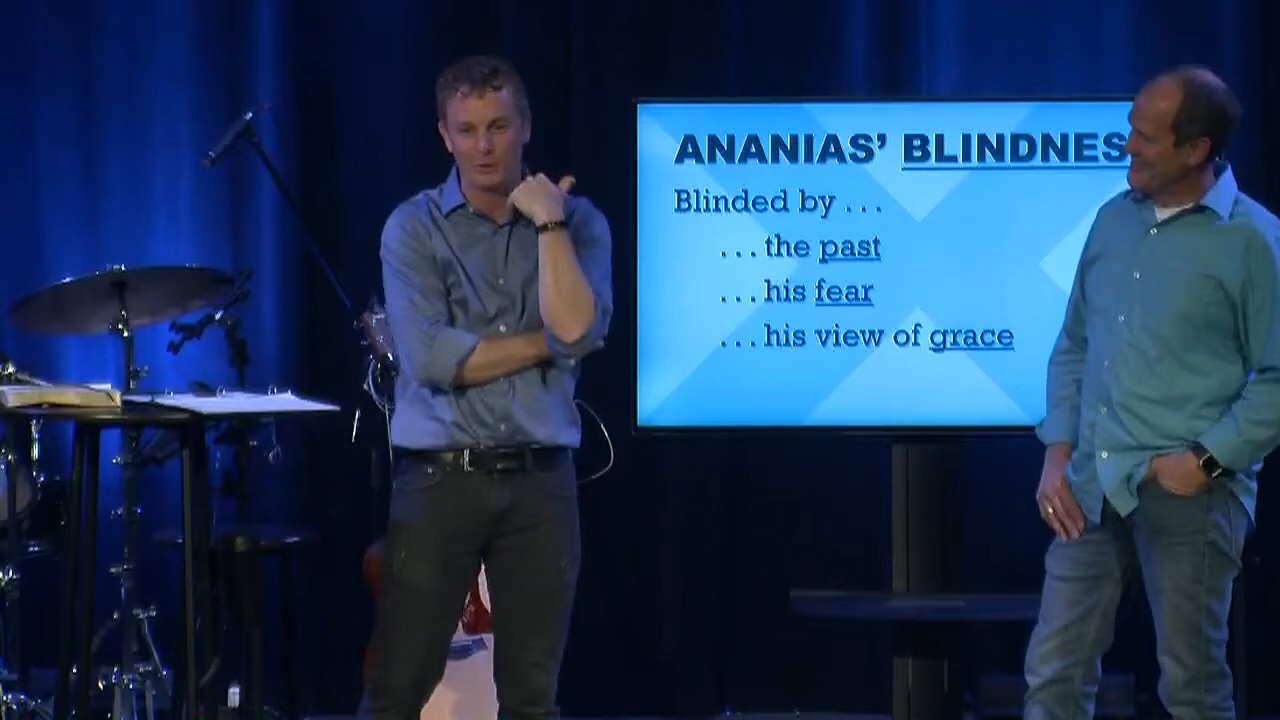 ANANIAS’ BLINDNES
Blinded by . . .
. . . the past
. . . his fear
. . . his view of grace